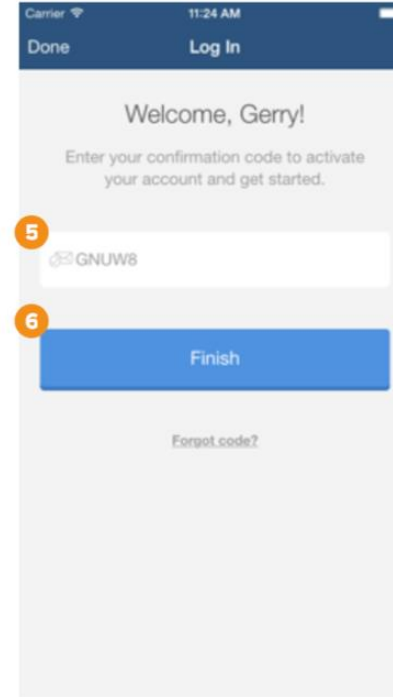 Carrier 11:24 AM
Done Log In
Welcome, Gerry!
Enter your confirmation code to activate
your account and get started.
5
GNUW8
6
Finish
Forgot code?